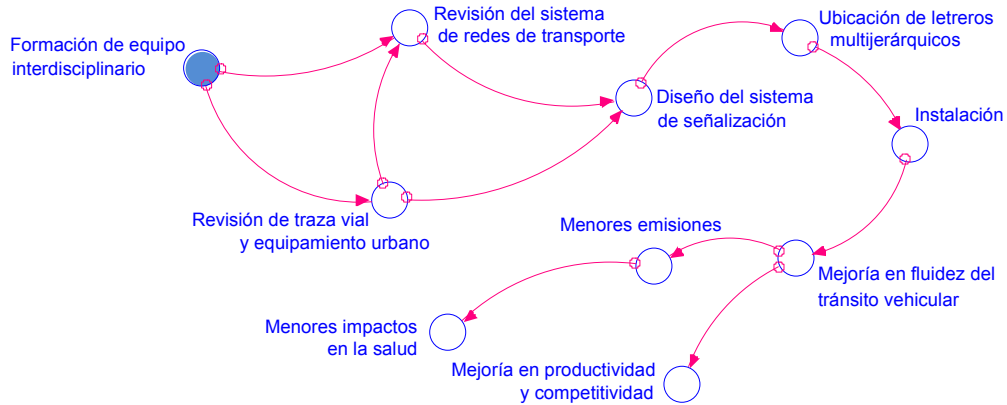 Formación de equipo
interdisciplinario
Revisión del sistema
de redes de transporte
Ubicación de letreros
multijerárquicos
Diseño del sistema
de señalización
Instalación
Revisión de traza vial
y equipamiento urbano
Menores emisiones
Mejoría en fluidez del
tránsito vehicular
Menores impactos
en la salud
Mejoría en productividad
y competitividad